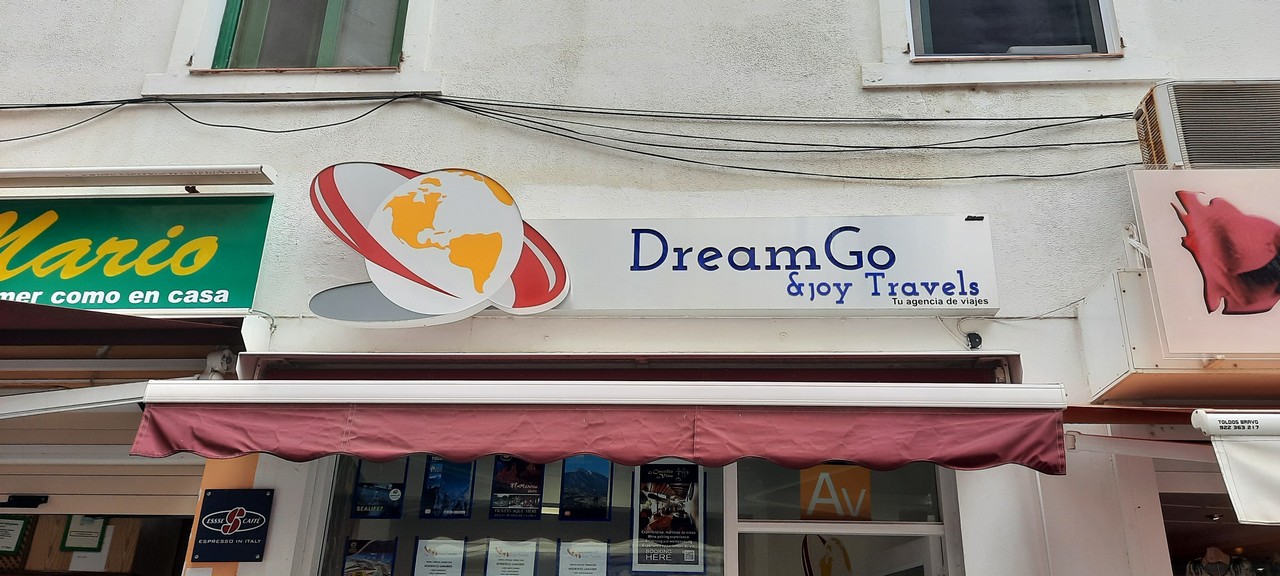 Mario
mer como en casa
DreamGo
&joy Travels
Tu agencia de viajes
TOLDOS BRAVO
922 363 217
ESSSE CAFFÈ
ESPRESSO IN ITALY
Av
BOOKING
HERE